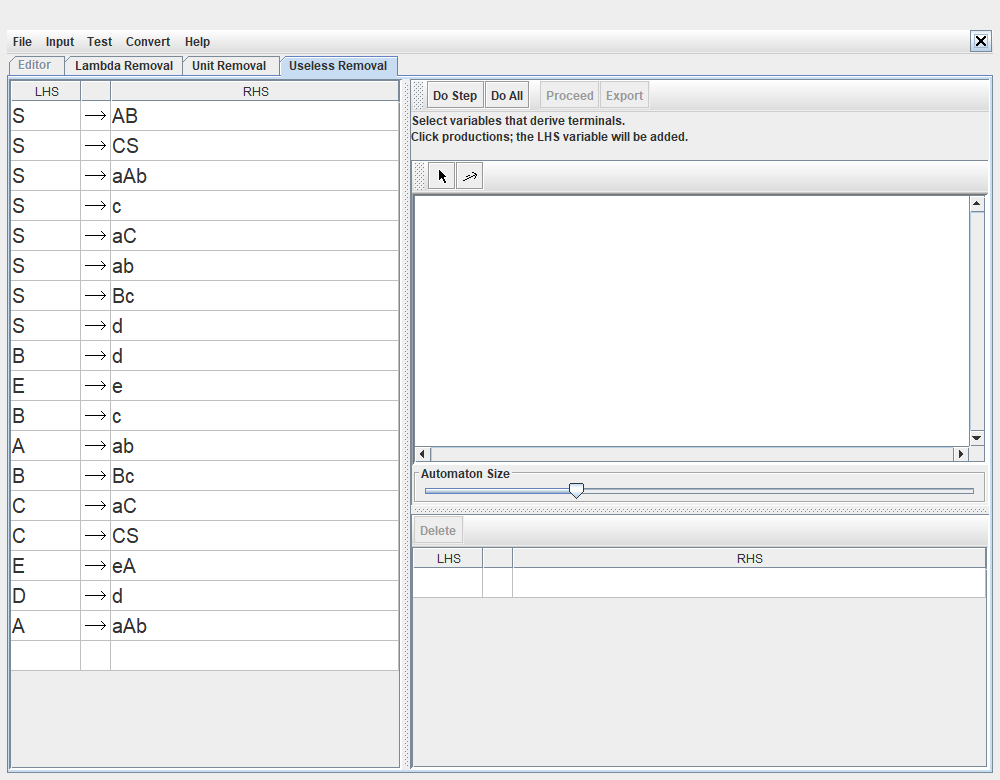 File Input Test Convert Help
Editor Lambda Removal Unit Removal Useless Removal
LHS RHS
S → AB
S → CS
S → aAb
S → c
S → aC
S → ab
S → Bc
S → d
B → d
E → e
B → c
A → ab
B → Bc
C → aC
C → CS
E → eA
D → d
A → aAb
Do Step Do All Proceed Export
Select variables that derive terminals.
Click productions; the LHS variable will be added.
Automaton Size
Delete
LHS RHS